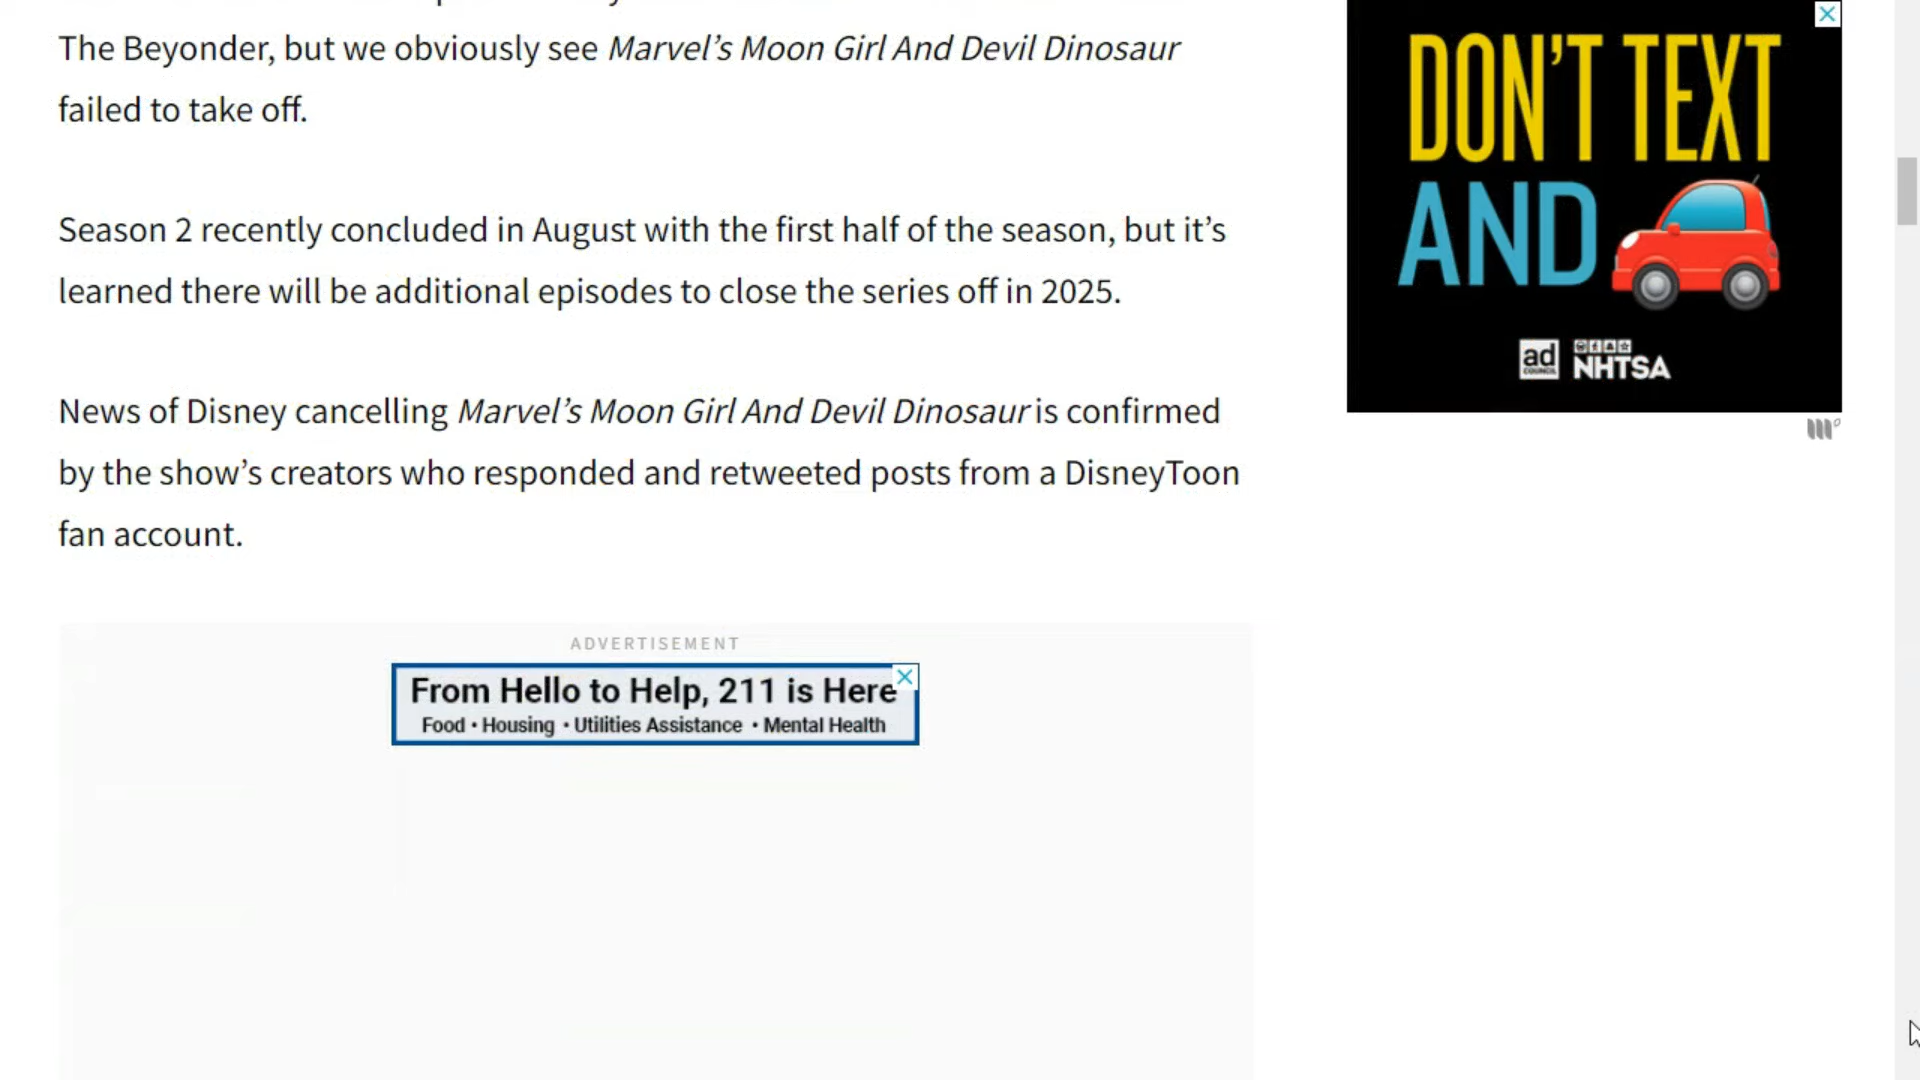 The Beyonder, but we obviously see Marvel’s Moon Girl And Devil Dinosaur
failed to take off.
Season 2 recently concluded in August with the first half of the season, but it’s
learned there will be additional episodes to close the series off in 2025.
News of Disney cancelling Marvel’s Moon Girl And Devil Dinosaur is confirmed
by the show’s creators who responded and retweeted posts from a DisneyToon
fan account.
ADVERTISEMENT
From Hello to Help, 211 is Here
Food • Housing • Utilities Assistance • Mental Health
DON’T TEXT
AND
ad COUNCIL NHTSA